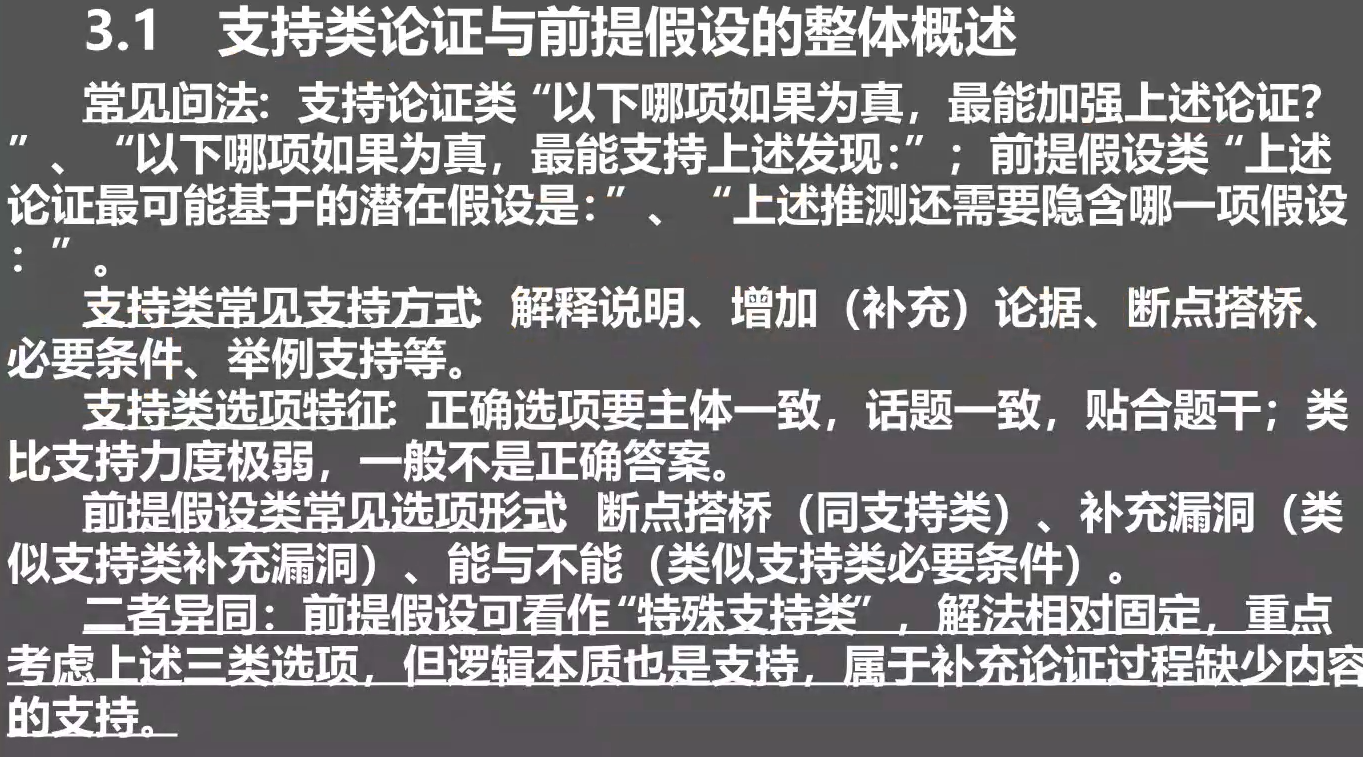 3.1 支持类论证与前提假设的整体概述
常见问法：支持论证类“以下哪项如果为真，最能加强上述论证？
”、“以下哪项如果为真，最能支持上述发现：”；前提假设类“上述
论证最可能基于的潜在假设是：”、“上述推测还需要隐含哪一项假设
：”。
支持类常见支持方式：解释说明、增加（补充）论据、断点搭桥、
必要条件、举例支持等。
支持类选项特征：正确选项要主体一致，话题一致，贴合题干；类
比支持力度极弱，一般不是正确答案。
前提假设类常见选项形式：断点搭桥（同支持类）、补充漏洞（类
似支持类补充漏洞）、能与不能（类似支持类必要条件）。
二者异同：前提假设可看作“特殊支持类”，解法相对固定，重点
考虑上述三类选项，但逻辑本质也是支持，属于补充论证过程缺少内容
的支持。